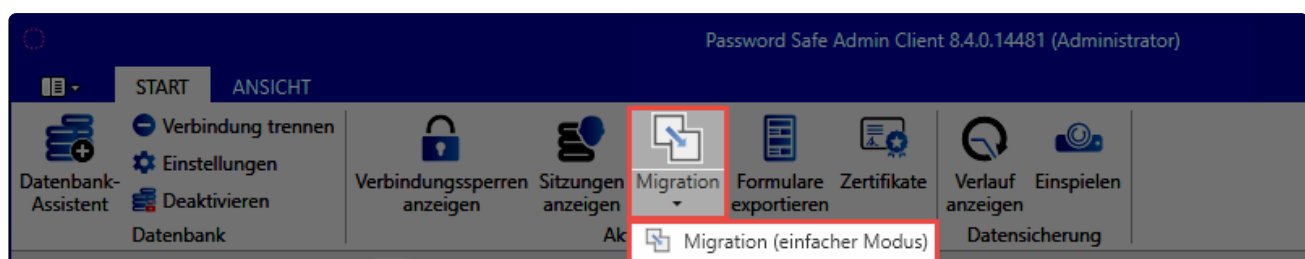 Password Safe Admin Client 8.4.0.14481 (Administrator)
START ANSICHT
Datenbank-
Assistent
Verbindung trennen
Einstellungen
Deaktivieren
Datenbank
Verbindungssperren
anzeigen
Sitzungen
anzeigen
Migration
Formulare
exportieren
Zertifikate
Ak
Migration (einfacher Modus)
Verlauf
anzeigen
Einspielen
Datensicherung